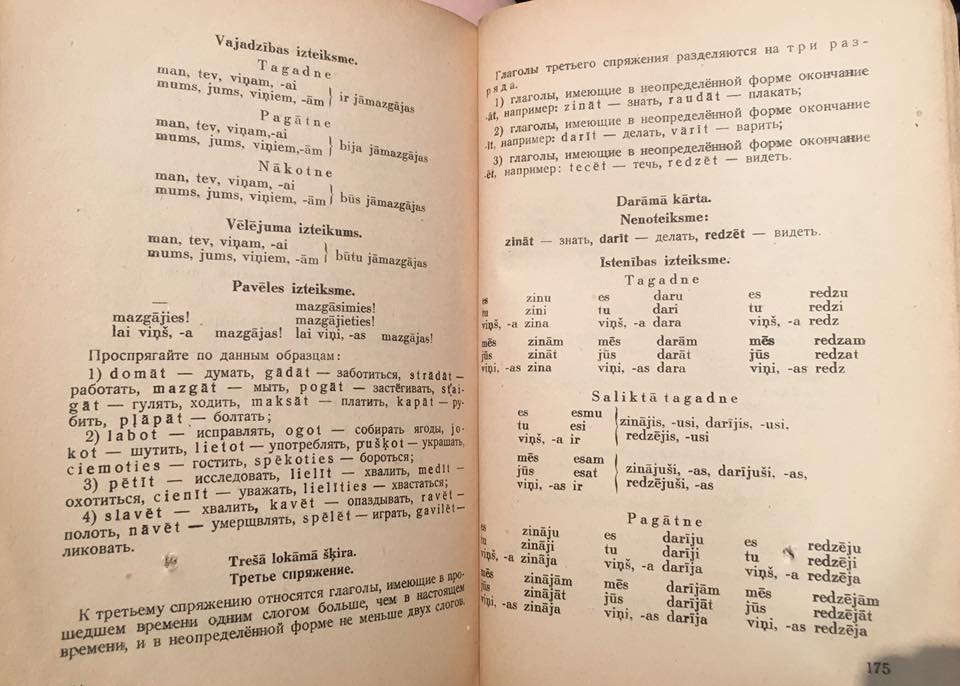 Vajadzības izteiksme.
Tagadne
man, tev, viņam, -ai
mums, jums, viņiem, -ām } ir jāmazgājas
Pagātne
man, tev, viņam,-ai
mums, jums, viņiem,-ām } bija jāmazgājas
Nākotne
man, tev, viņam, -ai
mums, jums, viņiem, -ām } būs jāmazgājas
Vēlējuma izteikums.
man, tev, viņam, -ai
mums, jums, viņiem, -ām } būtu jāmazgājas
Pavēles izteiksme.
— mazgāsimies!
mazgājies! mazgājieties!
lai viņš, -a mazgājas! lai viņi, -as mazgājas!
Проспрягайте по данным образцам:
1) domāt — думать, gādāt — заботиться, strādāt —
работать, mazgāt — мыть, pogāt — застёгивать, stai-
gāt — гулять, ходить, maksāt — платить, kapāt — ру-
бить, pļāpāt — болтать;
2) labot — исправлять, ogot — собирать ягоды, jo-
kot — шутить, lietot — употреблять, pušķot — украшать,
ciemoties — гостить, spēkoties — бороться;
3) pētīt — исследовать, lielīt — хвалить, medīt —
охотиться, cienīt — уважать, lielīties — хвастаться;
4) slavēt — хвалить, kavēt — опаздывать, ravēt —
полоть, nāvēt — умерщвлять, spēlēt — играть, gavilēt —
ликовать.
Trešā lokāmā šķira.
Третье спряжение.
К третьему спряжению относятся глаголы, имеющие в про-
шедшем времени одним слогом больше, чем в настоящем
времени, и в неопределённой форме не меньше двух слогов.
Глаголы третьего спряжения разделяются на три раз-
ряда.
1) глаголы, имеющие в неопределённой форме окончание
-āt, например: zināt — знать, raudāt — плакать;
2) глаголы, имеющие в неопределённой форме окончание
-īt, например: darīt — делать, vārīt — варить;
3) глаголы, имеющие в неопределённой форме окончание
-ēt, например: tecēt — течь, redzēt — видеть.
Darāmā kārta.
Nenoteiksme:
zināt — знать, darīt — делать, redzēt — видеть.
Īstenības izteiksme.
Tagadne
es zinu es daru es redzu
tu zini tu dari tu redzi
viņš, -a zina viņš, -a dara viņš, -a redz
mēs zinām mēs darām mēs redzam
jūs zināt jūs darāt jūs redzat
viņi, -as zina viņi, -as dara viņi, -as redz
Saliktā tagadne
es esmu
tu esi } zinājis, -usi, darījis, -usi,
viņš, -a ir redzējis, -usi
mēs esam
jūs esat } zinājuši, -as, darījuši, -as,
viņi, -as ir redzējuši, -as
Pagātne
es zināju es darīju es redzēju
tu zināji tu darīji tu redzēji
viņš, -a zināja viņš, -a darīja viņš, -a redzēja
mēs zinājām mēs darījām mēs redzējām
jūs zinājāt jūs darījāt jūs redzējāt
viņi, -as zināja viņi, -as darīja viņi, -as redzēja
175